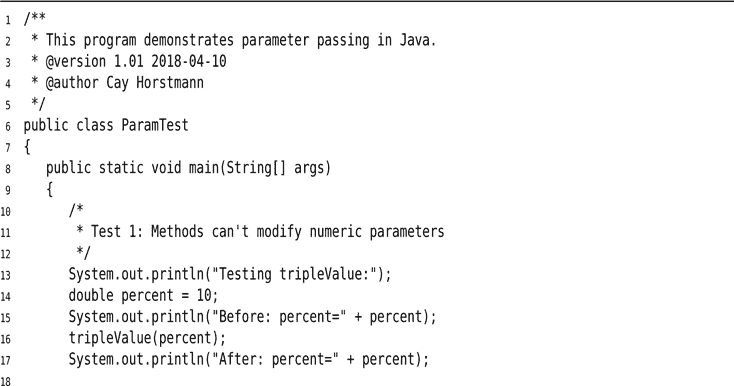 1 /**
2  * This program demonstrates parameter passing in Java.
3  * @version 1.01 2018-04-10
4  * @author Cay Horstmann
5  */
6 public class ParamTest
7 {
8    public static void main(String[] args)
9    {
10       /*
11        * Test 1: Methods can't modify numeric parameters
12        */
13       System.out.println("Testing tripleValue:");
14       double percent = 10;
15       System.out.println("Before: percent=" + percent);
16       tripleValue(percent);
17       System.out.println("After: percent=" + percent);
18